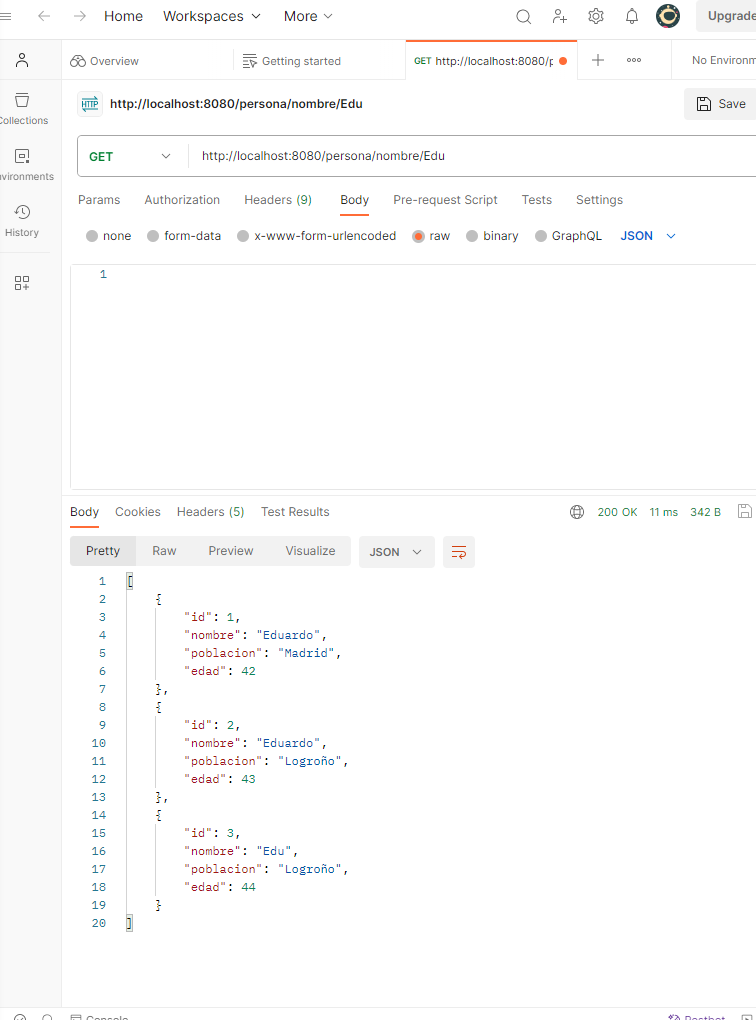 Home Workspaces More Upgrade
Overview Getting started GET http://localhost:8080/p No Environm
HTTP http://localhost:8080/persona/nombre/Edu Save
GET http://localhost:8080/persona/nombre/Edu
Params Authorization Headers (9) Body Pre-request Script Tests Settings
none form-data x-www-form-urlencoded raw binary GraphQL JSON
1
Collections
nvironments
History
Body Cookies Headers (5) Test Results 200 OK 11 ms 342 B
Pretty Raw Preview Visualize JSON
1 [
2 {
3 "id": 1,
4 "nombre": "Eduardo",
5 "poblacion": "Madrid",
6 "edad": 42
7 },
8 {
9 "id": 2,
10 "nombre": "Eduardo",
11 "poblacion": "Logroño",
12 "edad": 43
13 },
14 {
15 "id": 3,
16 "nombre": "Edu",
17 "poblacion": "Logroño",
18 "edad": 44
19 }
20 ]
Console Postbot